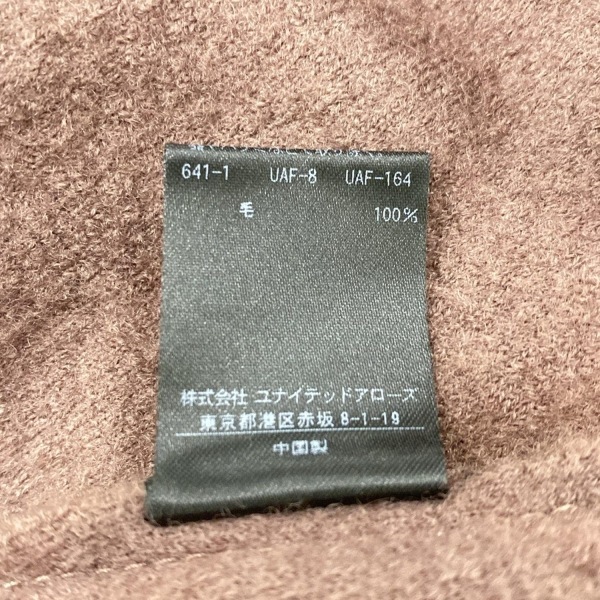 641-1 UAF-8 UAF-164
毛 100%
株式会社 ユナイテッドアローズ
東京都港区赤坂 8-1-19
中国製